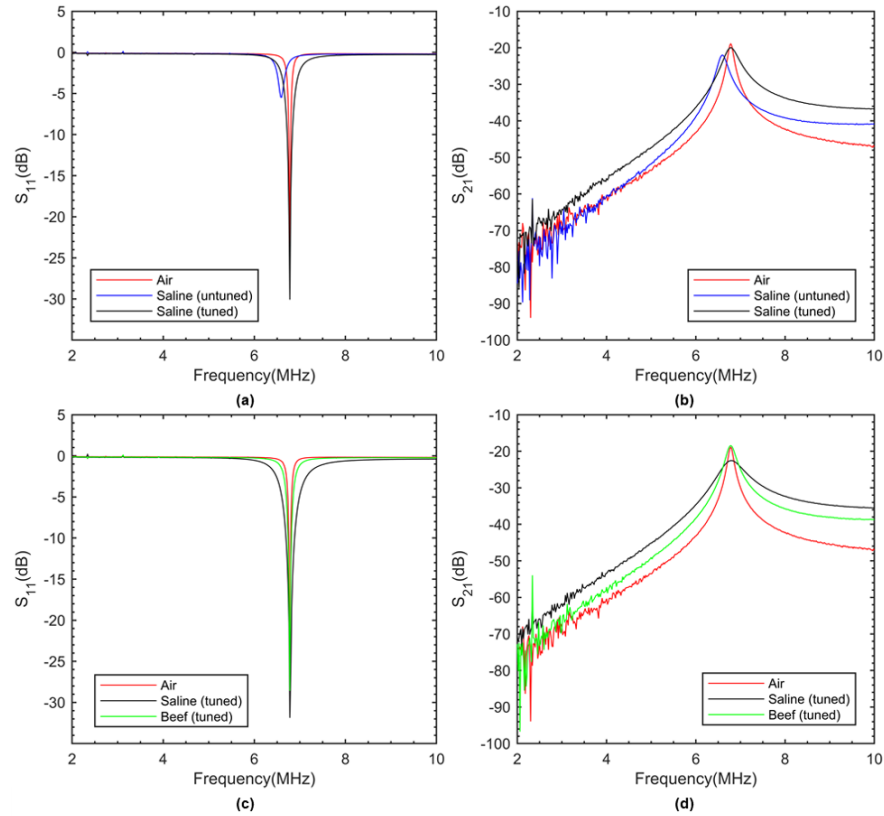 5
0
-5
-10
-15
-20
-25
-30
S11(dB)
Air
Saline (untuned)
Saline (tuned)
2 4 6 8 10
Frequency(MHz)
(a)
-10
-20
-30
-40
-50
-60
-70
-80
-90
-100
S21(dB)
Air
Saline (untuned)
Saline (tuned)
2 4 6 8 10
Frequency(MHz)
(b)
5
0
-5
-10
-15
-20
-25
-30
S11(dB)
Air
Saline (tuned)
Beef (tuned)
2 4 6 8 10
Frequency(MHz)
(c)
-10
-20
-30
-40
-50
-60
-70
-80
-90
-100
S21(dB)
Air
Saline (tuned)
Beef (tuned)
2 4 6 8 10
Frequency(MHz)
(d)